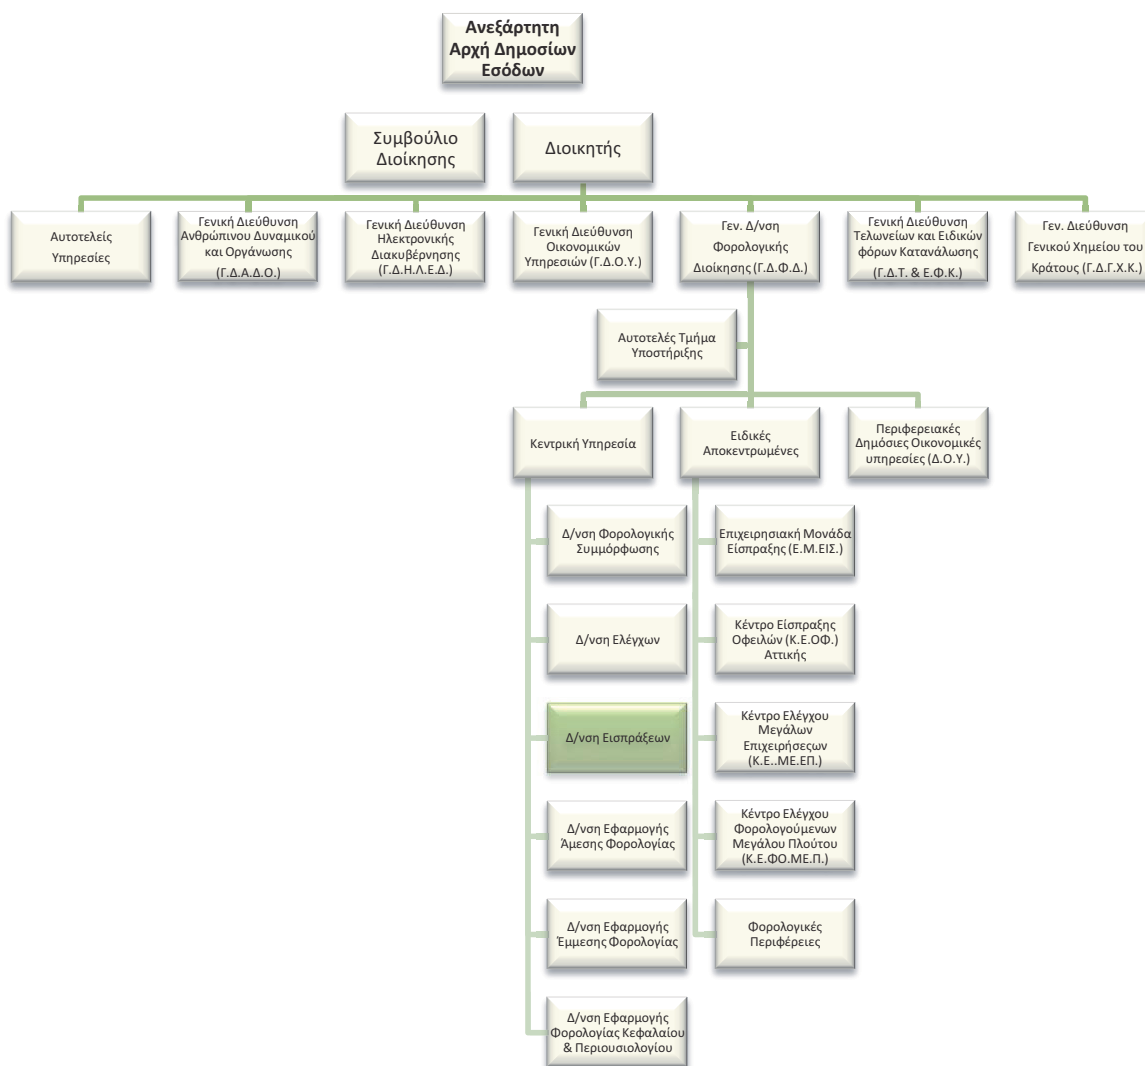 Ανεξάρτητη
Αρχή Δημοσίων
Εσόδων
Συμβούλιο
Διοίκησης
Διοικητής
Αυτοτελείς
Υπηρεσίες
Γενική Διεύθυνση
Ανθρώπινου Δυναμικού
και Οργάνωσης
(Γ.Δ.Α.Δ.Ο.)
Γενική Διεύθυνση
Ηλεκτρονικής
Διακυβέρνησης
(Γ.Δ.Η.Λ.Ε.Δ.)
Γενική Διεύθυνση
Οικονομικών
Υπηρεσιών (Γ.Δ.Ο.Υ.)
Γεν. Δ/νση
Φορολογικής
Διοίκησης (Γ.Δ.Φ.Δ.)
Γενική Διεύθυνση
Τελωνείων και Ειδικών
φόρων Κατανάλωσης
(Γ.Δ.Τ. & Ε.Φ.Κ.)
Γεν. Διεύθυνση
Γενικού Χημείου του
Κράτους (Γ.Δ.Γ.Χ.Κ.)
Αυτοτελές Τμήμα
Υποστήριξης
Κεντρική Υπηρεσία
Ειδικές
Αποκεντρωμένες
Περιφερειακές
Δημόσιες Οικονομικές
υπηρεσίες (Δ.Ο.Υ.)
Δ/νση Φορολογικής
Συμμόρφωσης
Δ/νση Ελέγχων
Δ/νση Εισπράξεων
Δ/νση Εφαρμογής
Άμεσης Φορολογίας
Δ/νση Εφαρμογής
Έμμεσης Φορολογίας
Δ/νση Εφαρμογής
Φορολογίας Κεφαλαίου
& Περιουσιολογίου
Επιχειρησιακή Μονάδα
Είσπραξης (Ε.Μ.ΕΙΣ.)
Κέντρο Είσπραξης
Οφειλών (Κ.Ε.ΟΦ.)
Αττικής
Κέντρο Ελέγχου
Μεγάλων
Επιχειρήσεςων
(Κ.Ε..ΜΕ.ΕΠ.)
Κέντρο Ελέγχου
Φορολογούμενων
Μεγάλου Πλούτου
(Κ.Ε.ΦΟ.ΜΕ.Π.)
Φορολογικές
Περιφέρειες